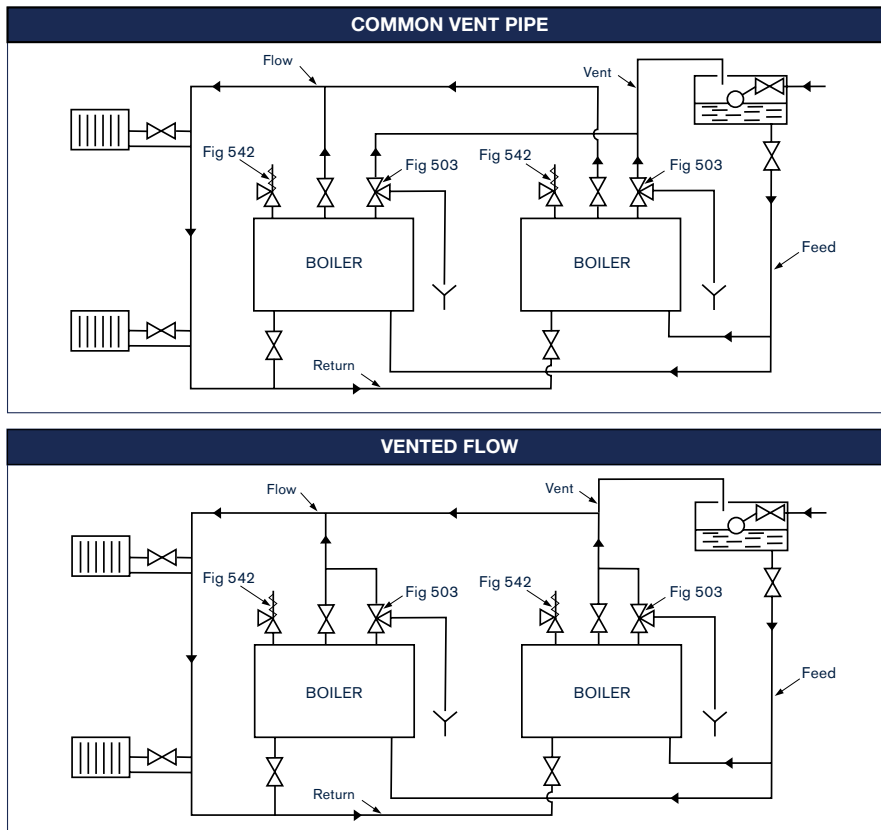 COMMON VENT PIPE
Flow
Vent
Fig 542
Fig 503
Fig 542
Fig 503
BOILER
BOILER
Feed
Return
VENTED FLOW
Flow
Vent
Fig 542
Fig 503
Fig 542
Fig 503
BOILER
BOILER
Feed
Return